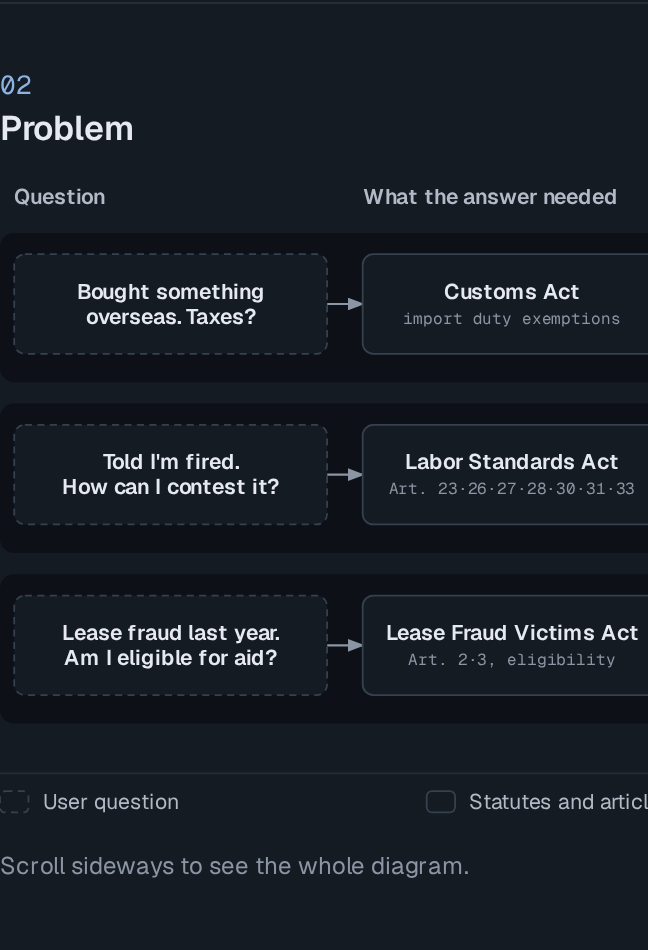 02
Problem
Question
What the answer needed
Bought something
overseas. Taxes?
Customs Act
import duty exemptions
Told I'm fired.
How can I contest it?
Labor Standards Act
Art. 23·26·27·28·30·31·33
Lease fraud last year.
Am I eligible for aid?
Lease Fraud Victims Act
Art. 2·3, eligibility
User question
Statutes and articl
Scroll sideways to see the whole diagram.